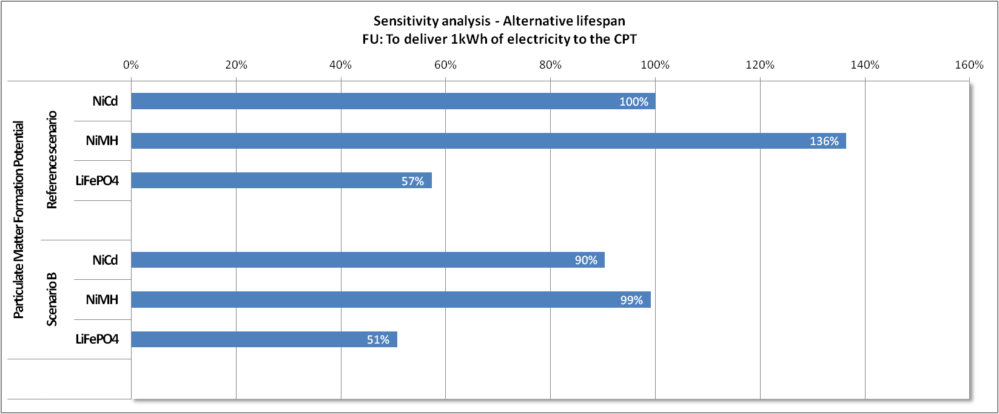 Sensitivity analysis - Alternative lifespan
FU: To deliver 1kWh of electricity to the CPT
0% 20% 40% 60% 80% 100% 120% 140% 160%
Particulate Matter Formation Potential
Reference scenario
NiCd 100%
NiMH 136%
LiFePO4 57%
Scenario B
NiCd 90%
NiMH 99%
LiFePO4 51%